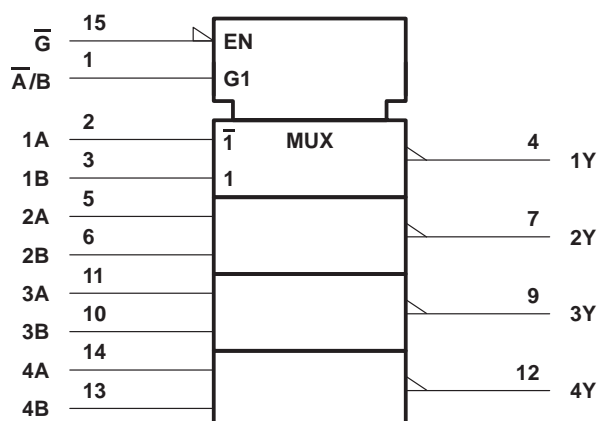 G̅ 15 EN
A̅/B 1 G1
MUX
1A 2 1̅ 4 1Y
1B 3 1
2A 5 7 2Y
2B 6
3A 11 9 3Y
3B 10
4A 14 12 4Y
4B 13